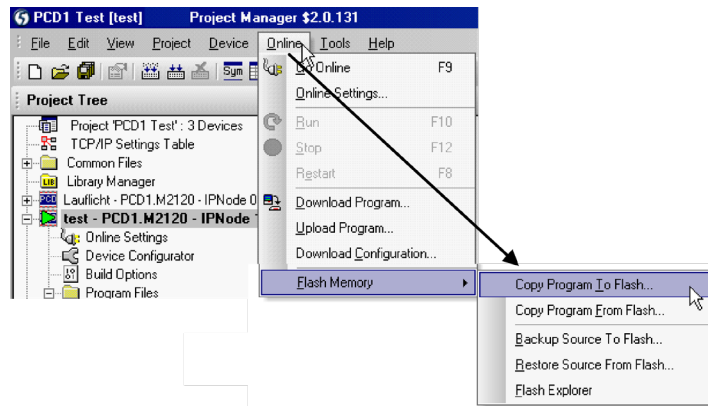 PCD1 Test [test] Project Manager $2.0.131
File Edit View Project Device Online Tools Help
Sym
Project Tree
Project 'PCD1 Test' : 3 Devices
TCP/IP Settings Table
Common Files
LIB Library Manager
PCD Lauflicht - PCD1.M2120 - IPNode 0
test - PCD1.M2120 - IPNode
Online Settings
Device Configurator
Build Options
Program Files
Go Online F9
Online Settings...
Run F10
Stop F12
Restart F8
Download Program...
Upload Program...
Download Configuration...
Flash Memory
Copy Program To Flash...
Copy Program From Flash...
Backup Source To Flash...
Restore Source From Flash...
Flash Explorer